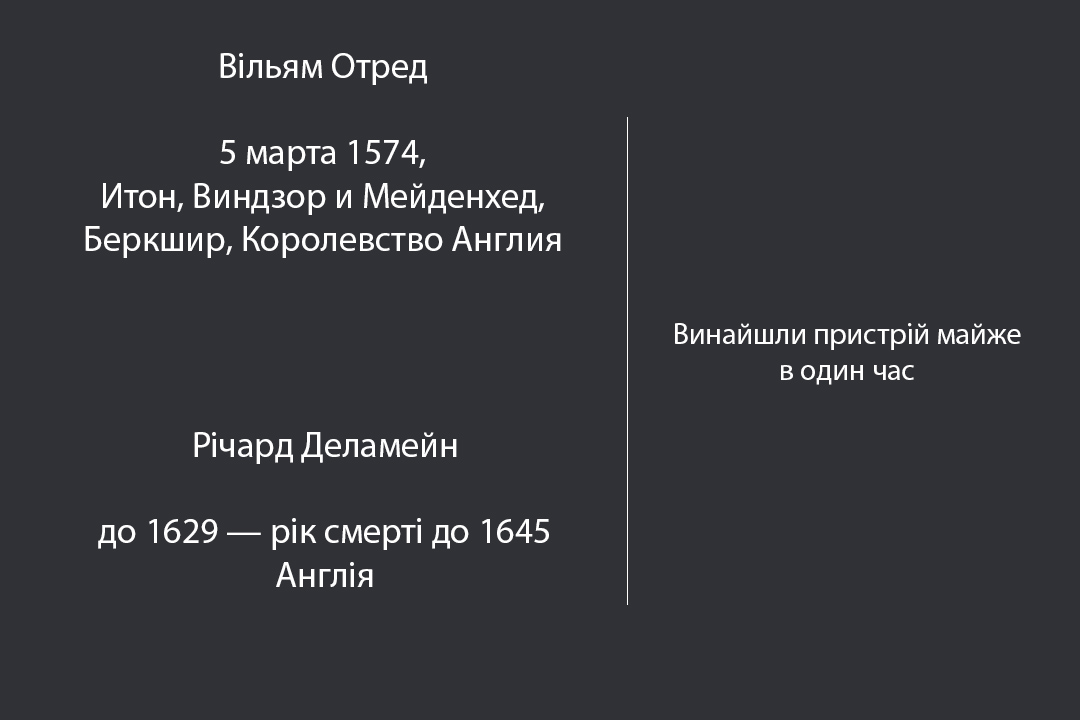 Вільям Отред
5 марта 1574,
Итон, Виндзор и Мейденхед,
Беркшир, Королевство Англия
Винайшли пристрій майже
в один час
Річард Деламейн
до 1629 — рік смерті до 1645
Англія